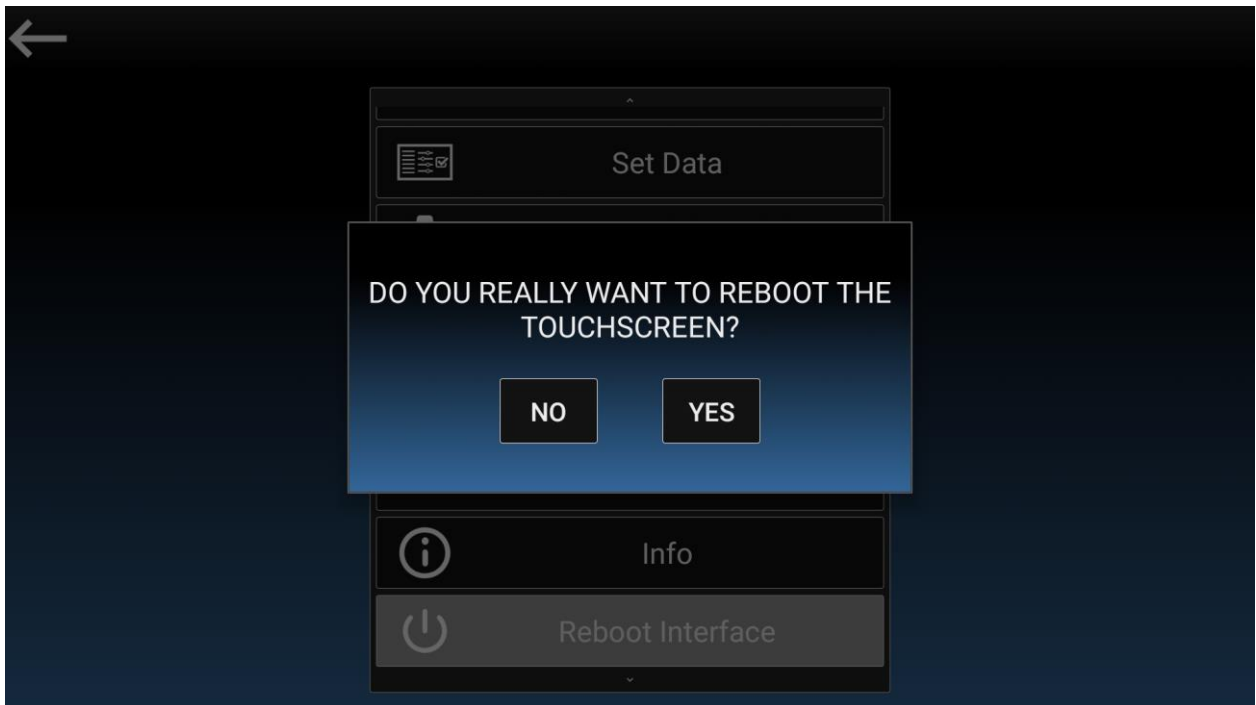 Set Data
DO YOU REALLY WANT TO REBOOT THE
TOUCHSCREEN?
NO
YES
Info
Reboot Interface